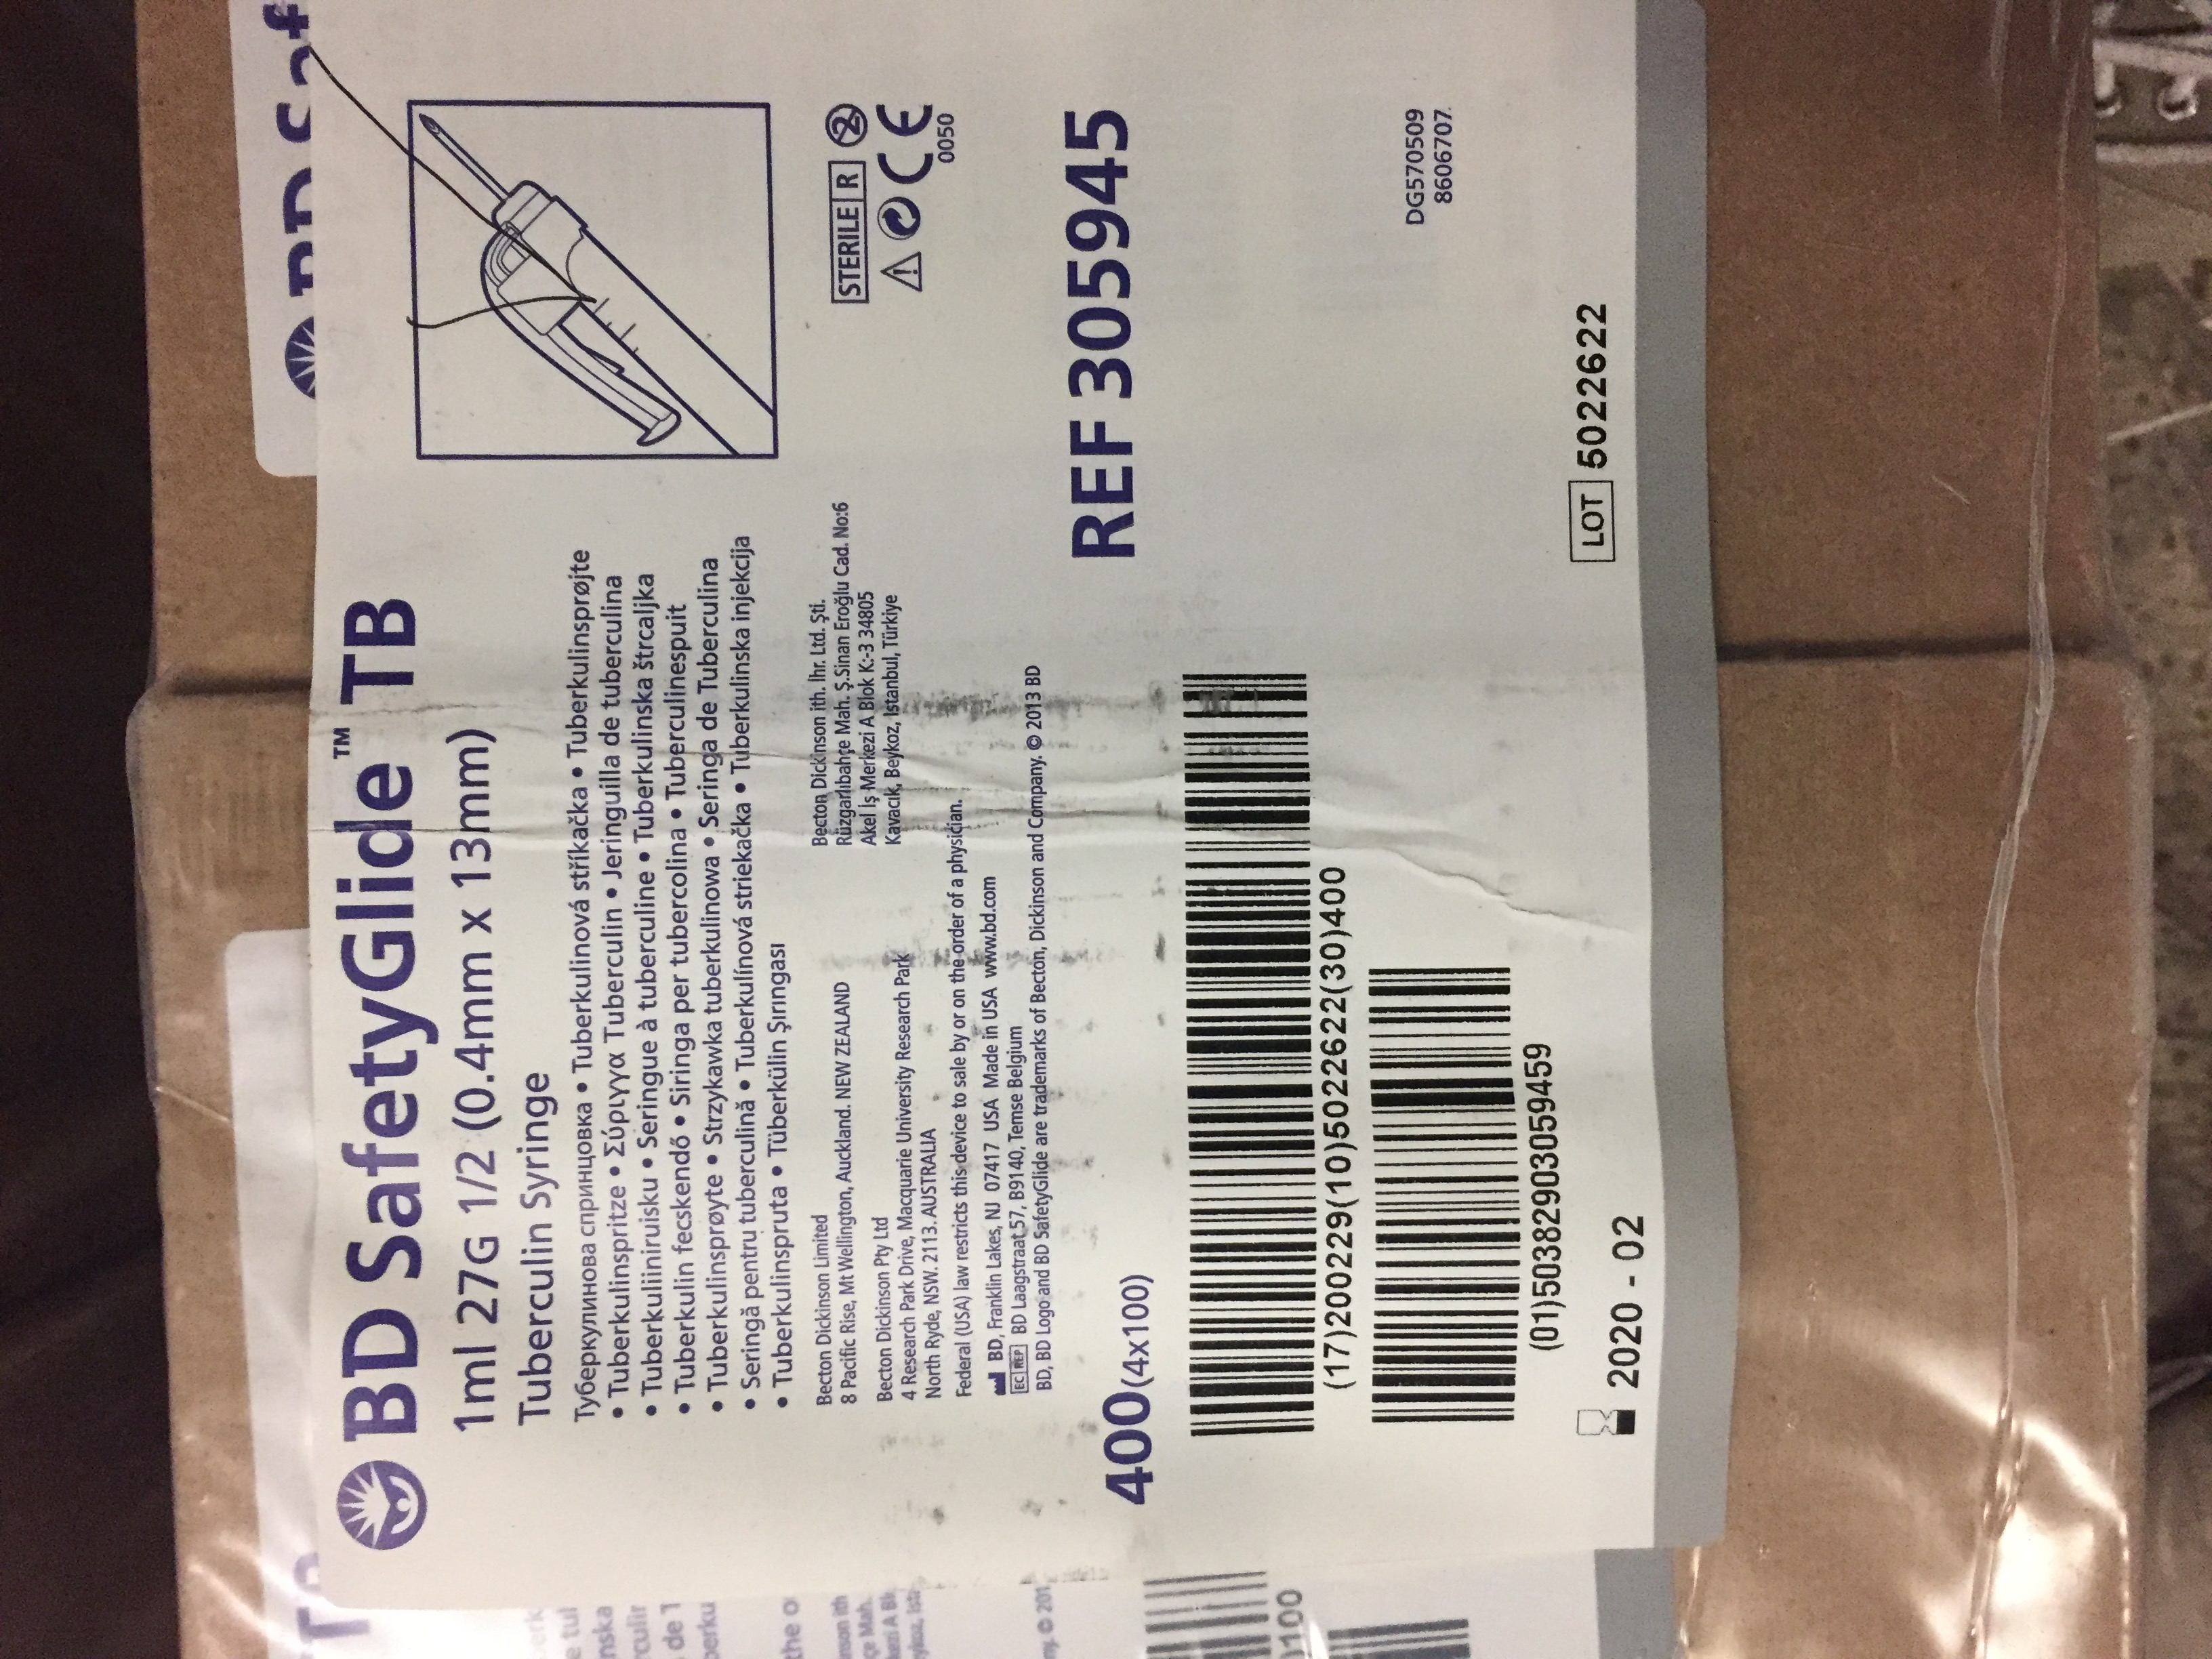 BD SafetyGlide™ TB
1ml 27G 1/2 (0.4mm x 13mm)
Tuberculin Syringe
Туберкулинова спринцовка • Tuberkulinová stříkačka • Tuberkulinsprøjte
• Tuberkulinspritze • Σύριγγα Tuberculin • Jeringuilla de tuberculina
• Tuberkuliiniruisku • Seringue à tuberculine • Tuberkulinska štrcaljka
• Tuberkulin fecskendő • Siringa per tubercolina • Tuberculinespuit
• Tuberkulinsprøyte • Strzykawka tuberkulinowa • Seringa de Tuberculina
• Seringă pentru tuberculină • Tuberkulínová striekačka • Tuberkulinska injekcija
• Tuberkulinspruta • Tüberkülin Şırıngası
Becton Dickinson Limited
8 Pacific Rise, Mt Wellington, Auckland. NEW ZEALAND
Becton Dickinson Pty Ltd
4 Research Park Drive, Macquarie University Research Park
North Ryde, NSW. 2113. AUSTRALIA
Becton Dickinson ith. İhr. Ltd. Şti.
Rüzgarlıbahçe Mah. Ş.Sinan Eroğlu Cad. No:6
Akel İş Merkezi A Blok K:-3 34805
Kavacık, Beykoz, Istanbul, Türkiye
Federal (USA) law restricts this device to sale by or on the order of a physician.
BD, Franklin Lakes, NJ 07417 USA Made in USA www.bd.com
EC REP BD Laagstraat 57, B9140, Temse Belgium
BD, BD Logo and BD SafetyGlide are trademarks of Becton, Dickinson and Company. © 2013 BD
STERILE R 2
CE
0050
400(4x100)
REF 305945
(17)200229(10)5022622(30)400
(01)50382903059459
DG570509
8606707
2020 - 02
LOT 5022622
BD Saf
the o
de T
)100